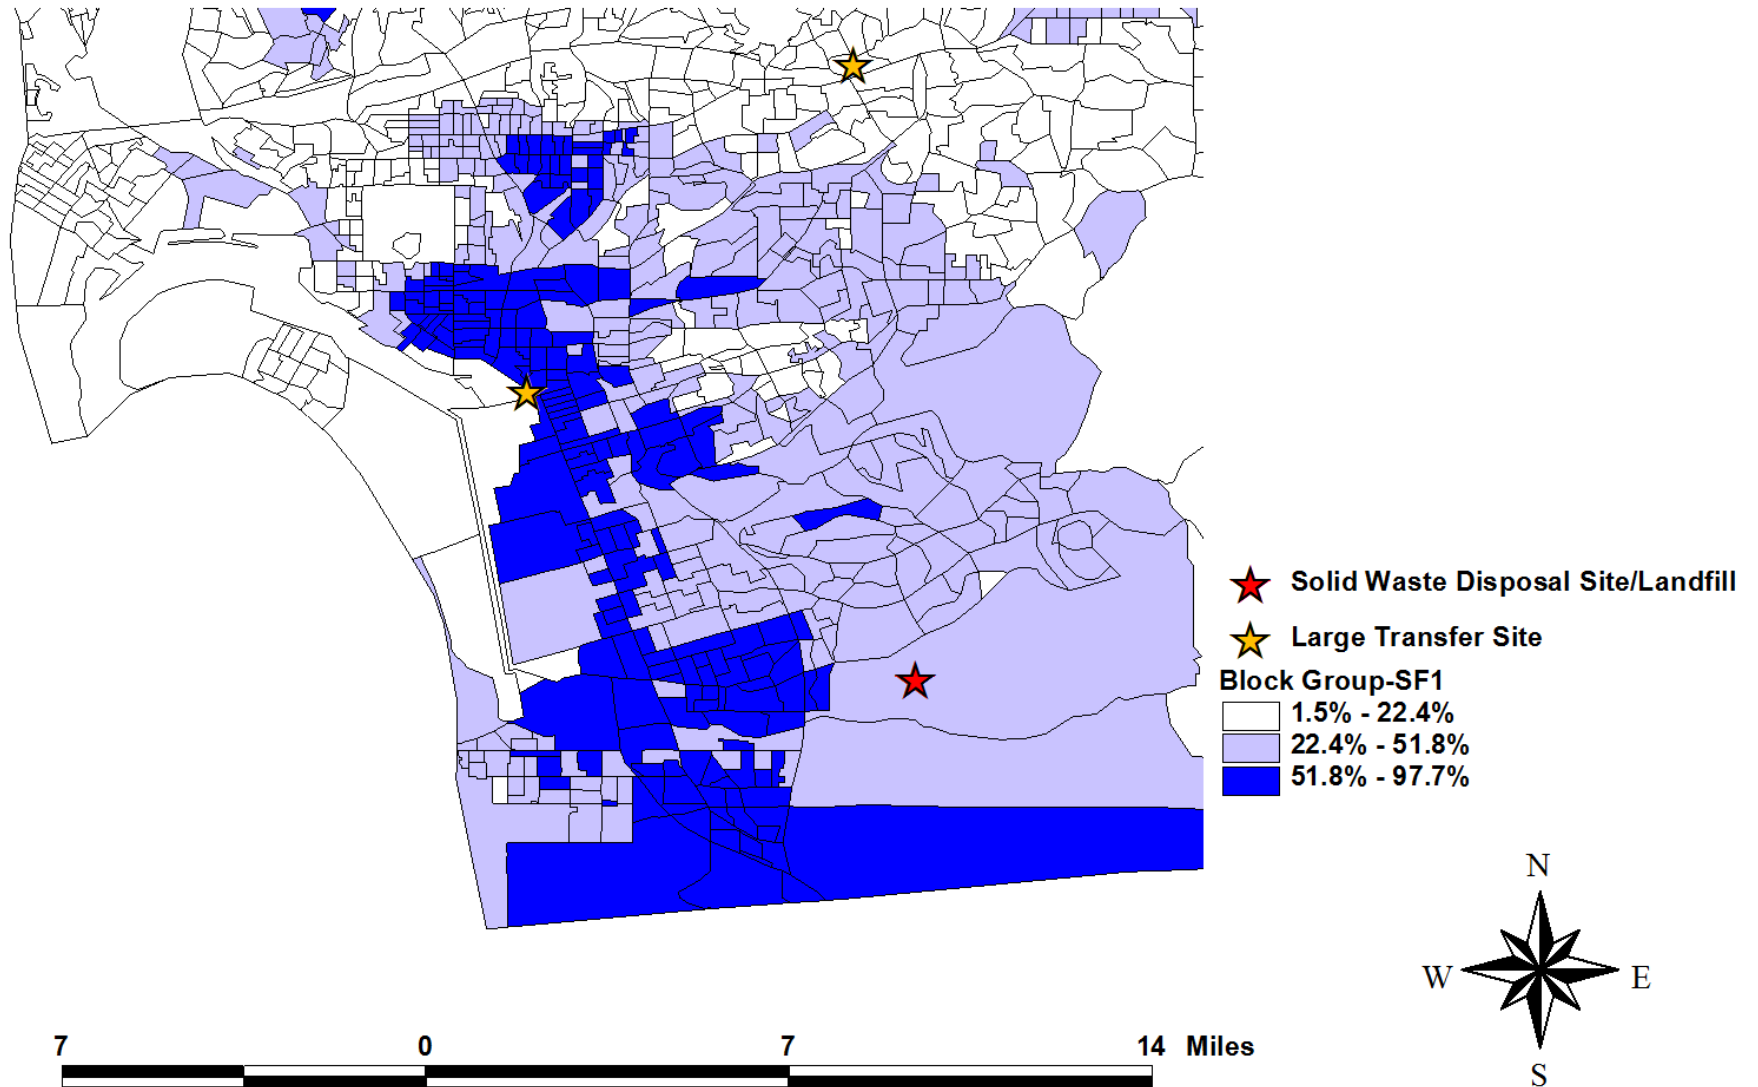 Solid Waste Disposal Site/Landfill
Large Transfer Site
Block Group-SF1
1.5% - 22.4%
22.4% - 51.8%
51.8% - 97.7%
N
W E
S
7 0 7 14 Miles